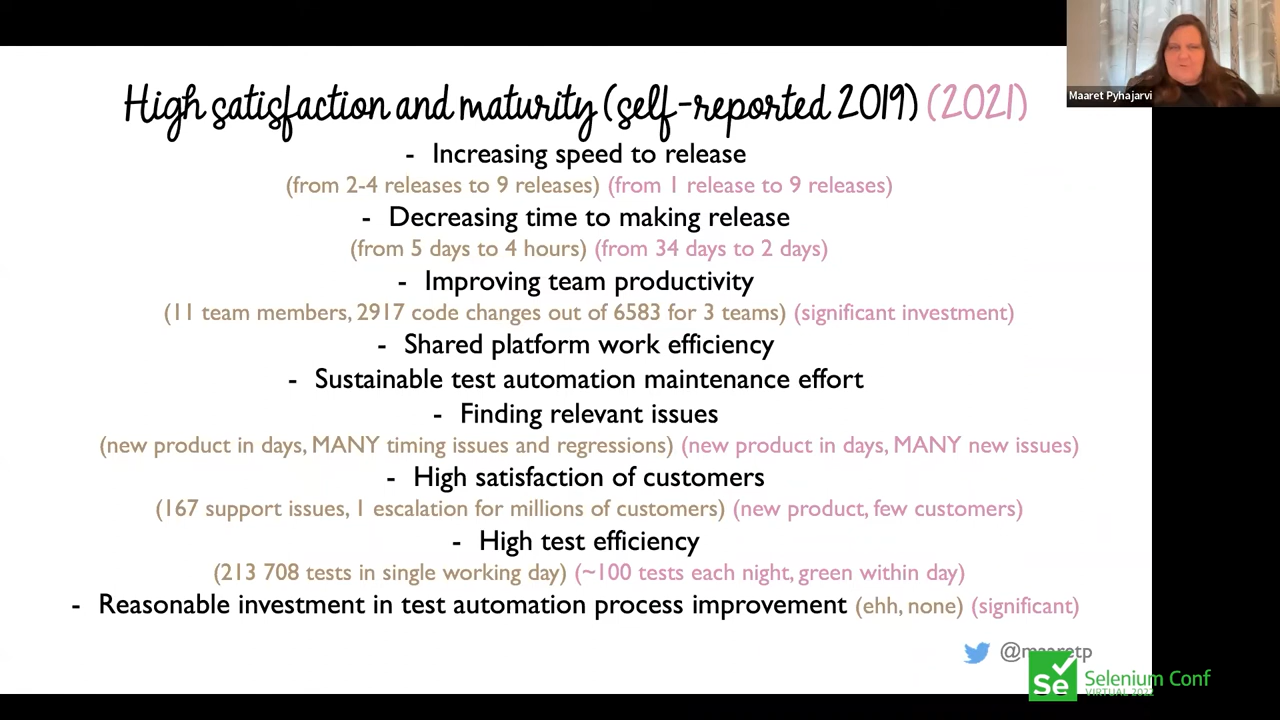 Maaret Pyhajarvi
High satisfaction and maturity (self-reported 2019) (2021)
- Increasing speed to release
(from 2-4 releases to 9 releases) (from 1 release to 9 releases)
- Decreasing time to making release
(from 5 days to 4 hours) (from 34 days to 2 days)
- Improving team productivity
(11 team members, 2917 code changes out of 6583 for 3 teams) (significant investment)
- Shared platform work efficiency
- Sustainable test automation maintenance effort
- Finding relevant issues
(new product in days, MANY timing issues and regressions) (new product in days, MANY new issues)
- High satisfaction of customers
(167 support issues, 1 escalation for millions of customers) (new product, few customers)
- High test efficiency
(213 708 tests in single working day) (~100 tests each night, green within day)
- Reasonable investment in test automation process improvement (ehh, none) (significant)
@maaretp
Se Selenium Conf
VIRTUAL 2022